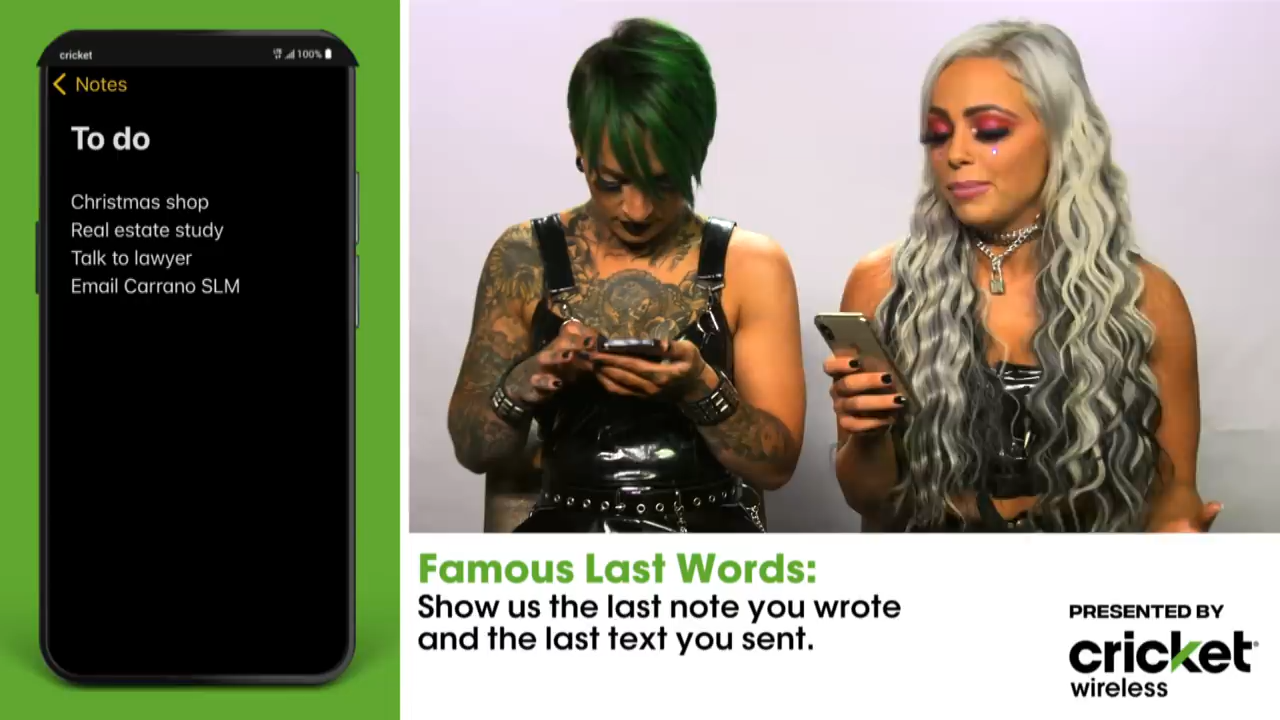 cricket
100%
Notes
To do
Christmas shop
Real estate study
Talk to lawyer
Email Carrano SLM
Famous Last Words:
Show us the last note you wrote
and the last text you sent.
PRESENTED BY
cricket
wireless